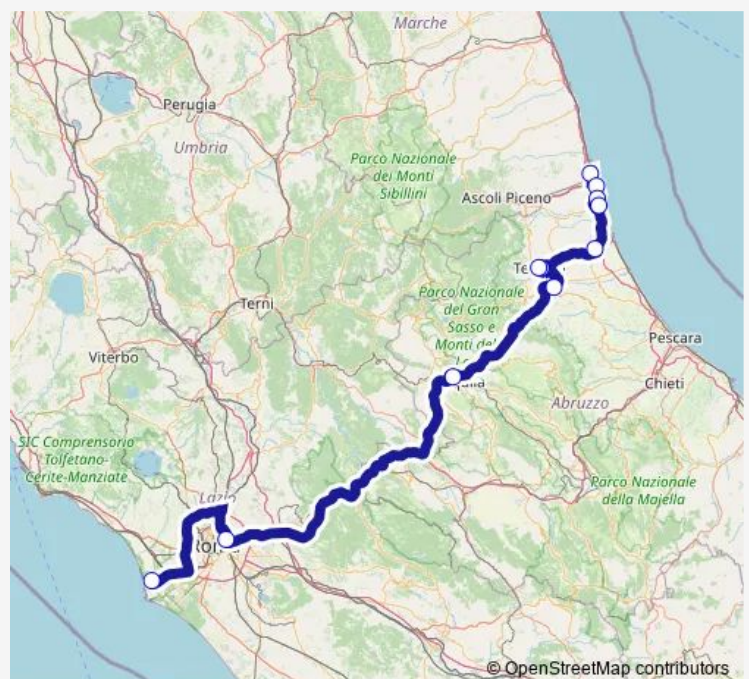 Marche
Perugia
Umbria
Parco Nazionale
dei Monti
Sibillini
Ascoli Piceno
Parco Nazionale
del Gran
Sasso e
Monti del
Terni
Pescara
Viterbo
Chieti
Abruzzo
SIC Comprensorio
Tolfetano-
Cerite-Manziate
Parco Nazionale
della Majella
Lazio
© OpenStreetMap contributors